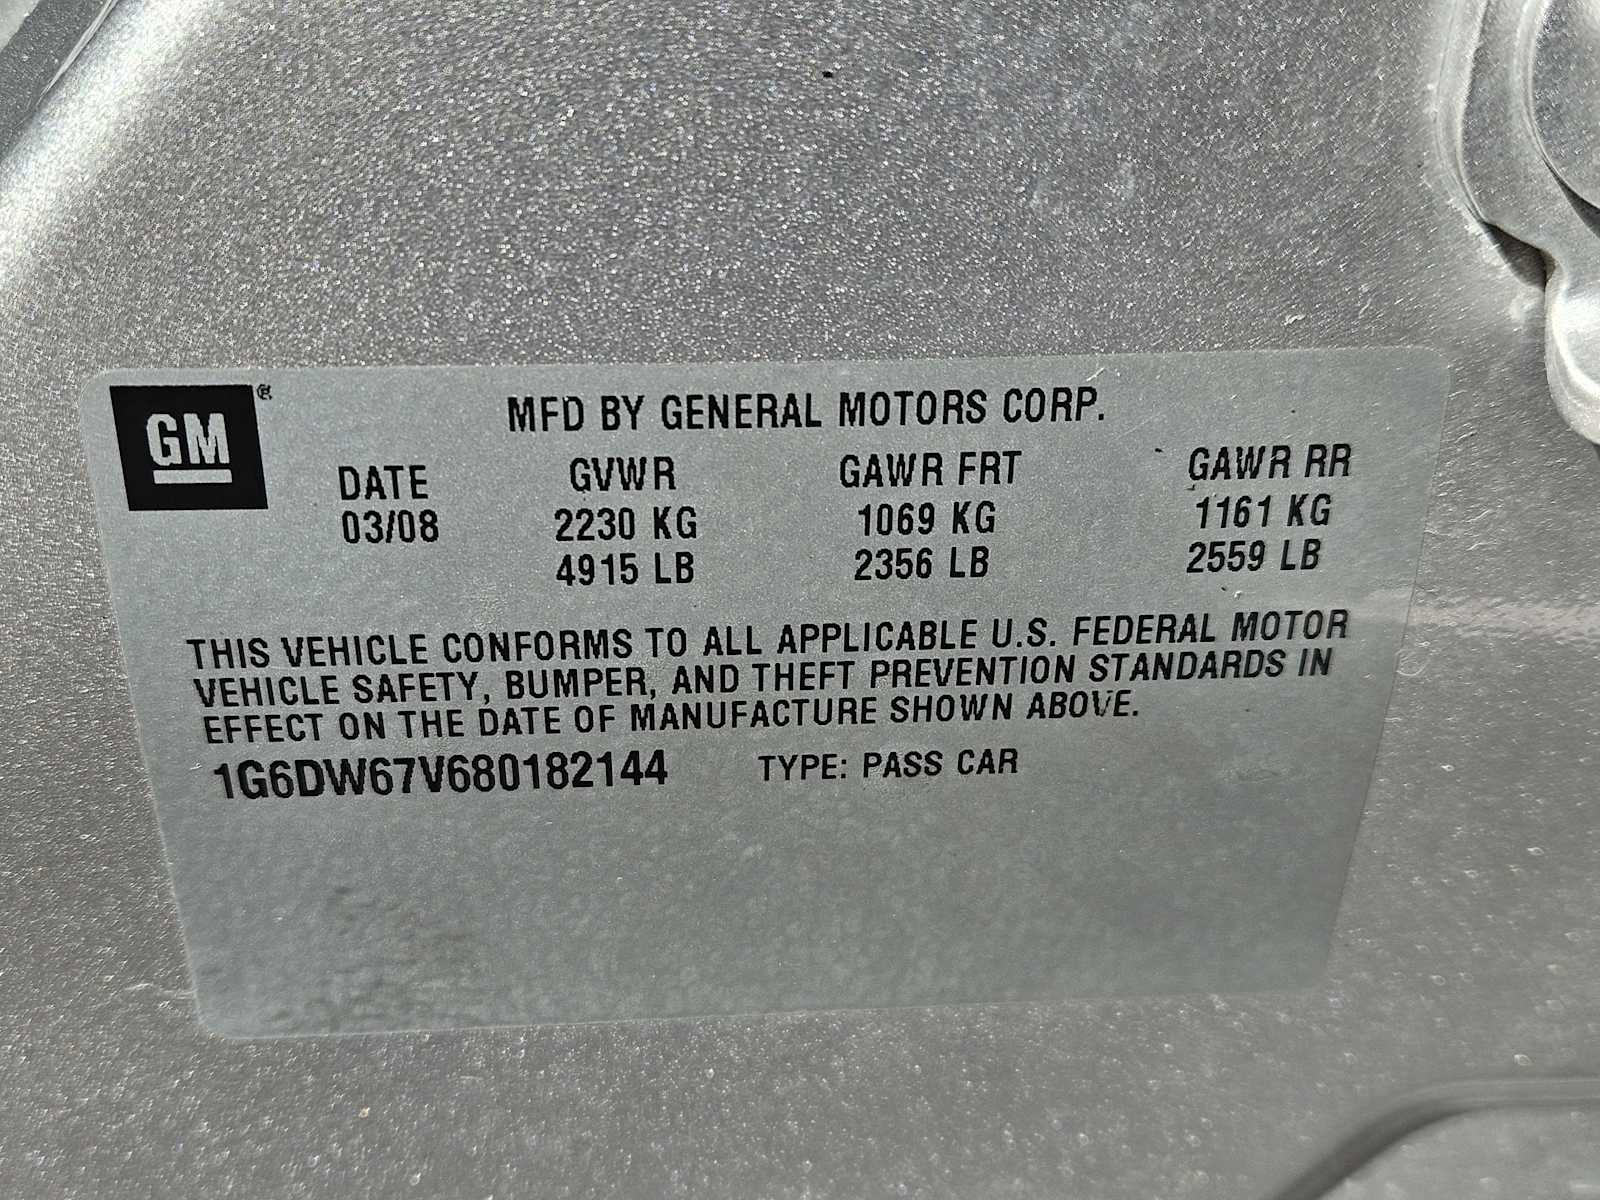 GM ®
MFD BY GENERAL MOTORS CORP.
DATE GVWR GAWR FRT GAWR RR
03/08 2230 KG 1069 KG 1161 KG
4915 LB 2356 LB 2559 LB
THIS VEHICLE CONFORMS TO ALL APPLICABLE U.S. FEDERAL MOTOR
VEHICLE SAFETY, BUMPER, AND THEFT PREVENTION STANDARDS IN
EFFECT ON THE DATE OF MANUFACTURE SHOWN ABOVE.
1G6DW67V680182144 TYPE: PASS CAR